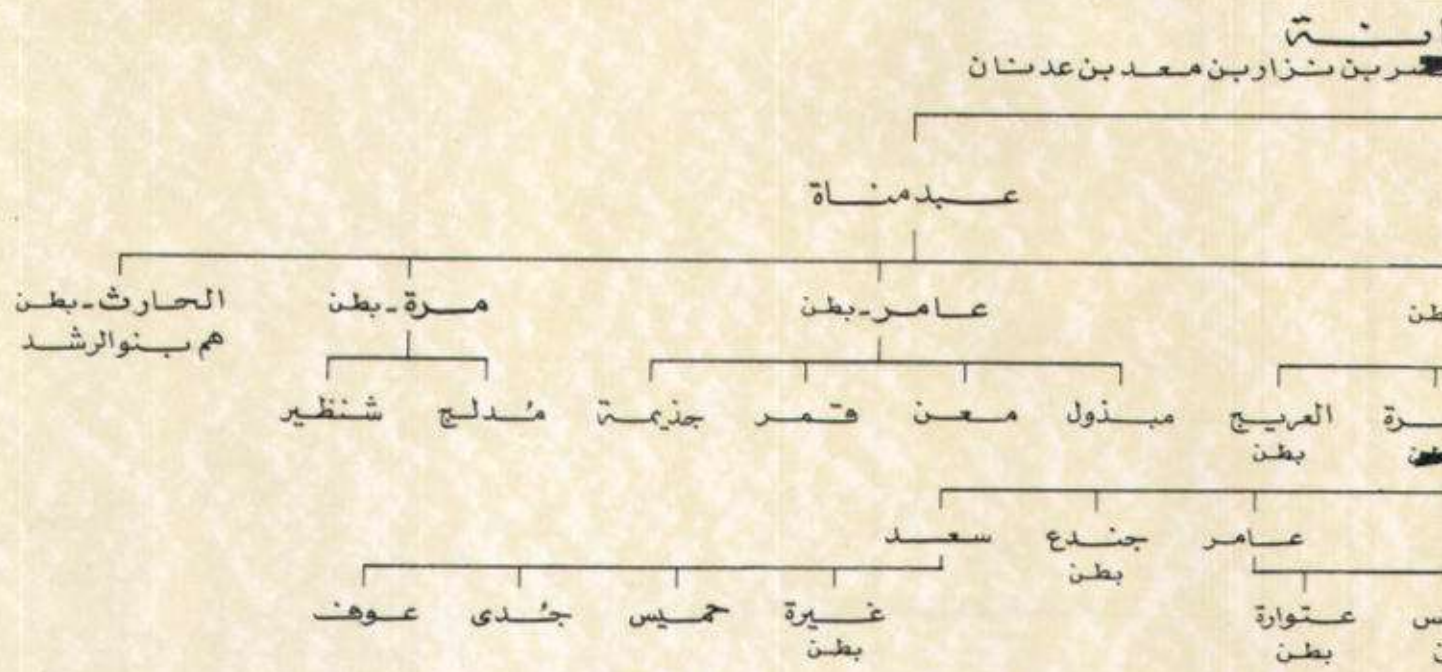 بن نزار بن معد بن عدنان
عبد مناة
عامر - بطن
مرة - بطن
الحارث - بطن
هم بنو الرشد
العريج
بطن
مبذول
معن
قمر
جذيمة
مُدلج
شنظير
عامر
جندع
بطن
سعد
عتوارة
بطن
غيرة
بطن
حميس
جُدى
عوف